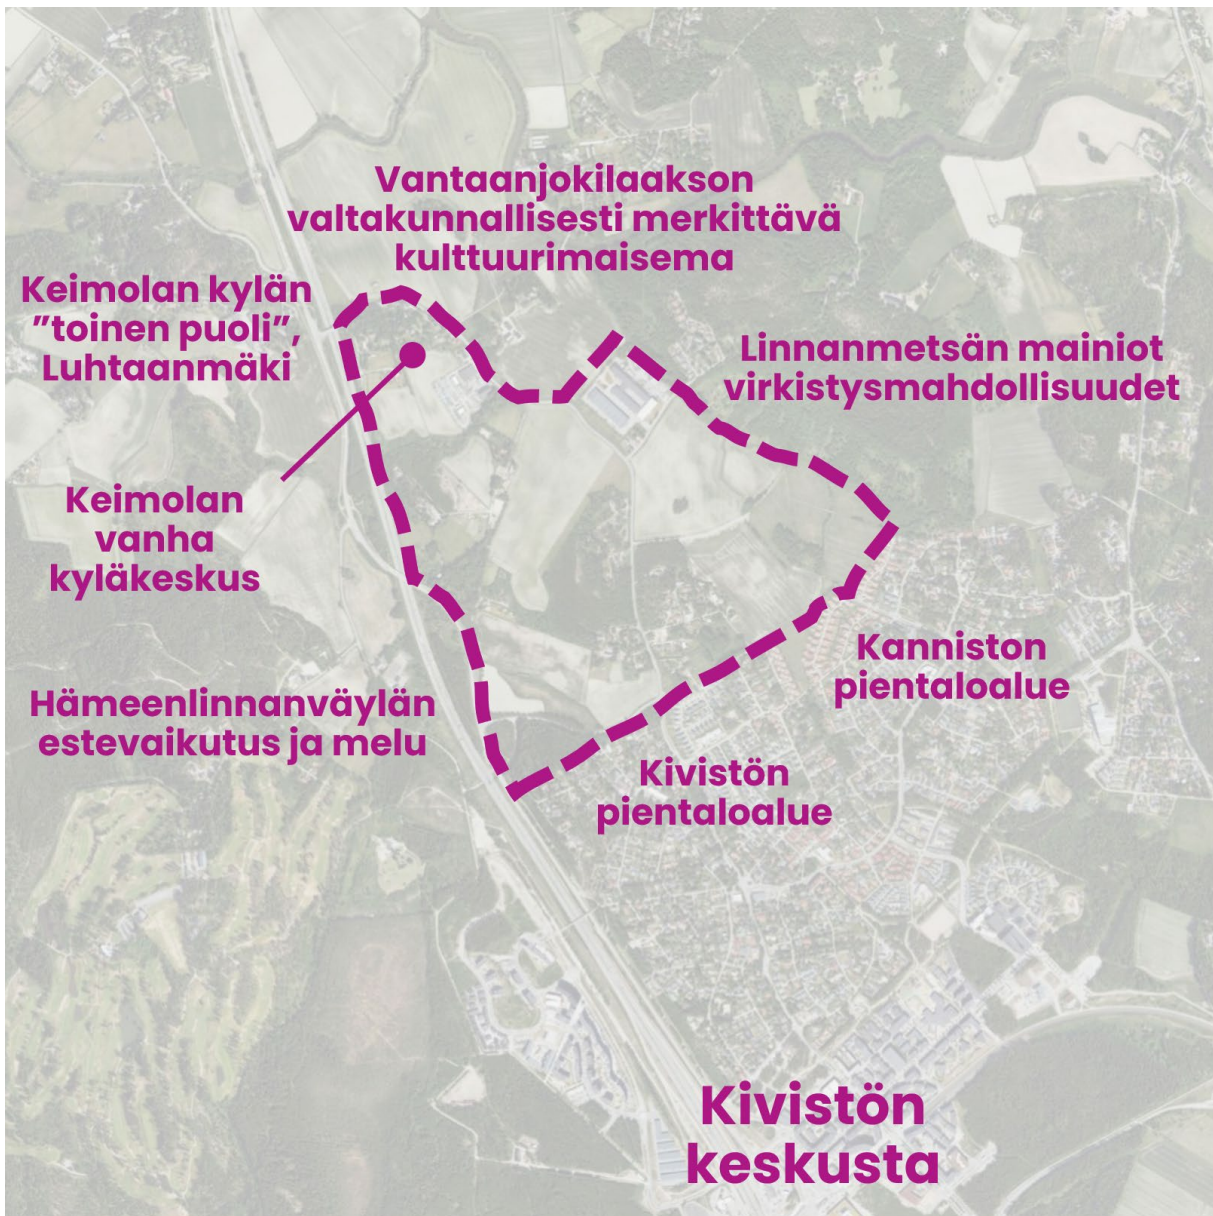 Vantaanjokilaakson
valtakunnallisesti merkittävä
kulttuurimaisema
Keimolan kylän
”toinen puoli”,
Luhtaanmäki
Linnanmetsän mainiot
virkistysmahdollisuudet
Keimolan
vanha
kyläkeskus
Kanniston
pientaloalue
Hämeenlinnanväylän
estevaikutus ja melu
Kivistön
pientaloalue
Kivistön
keskusta